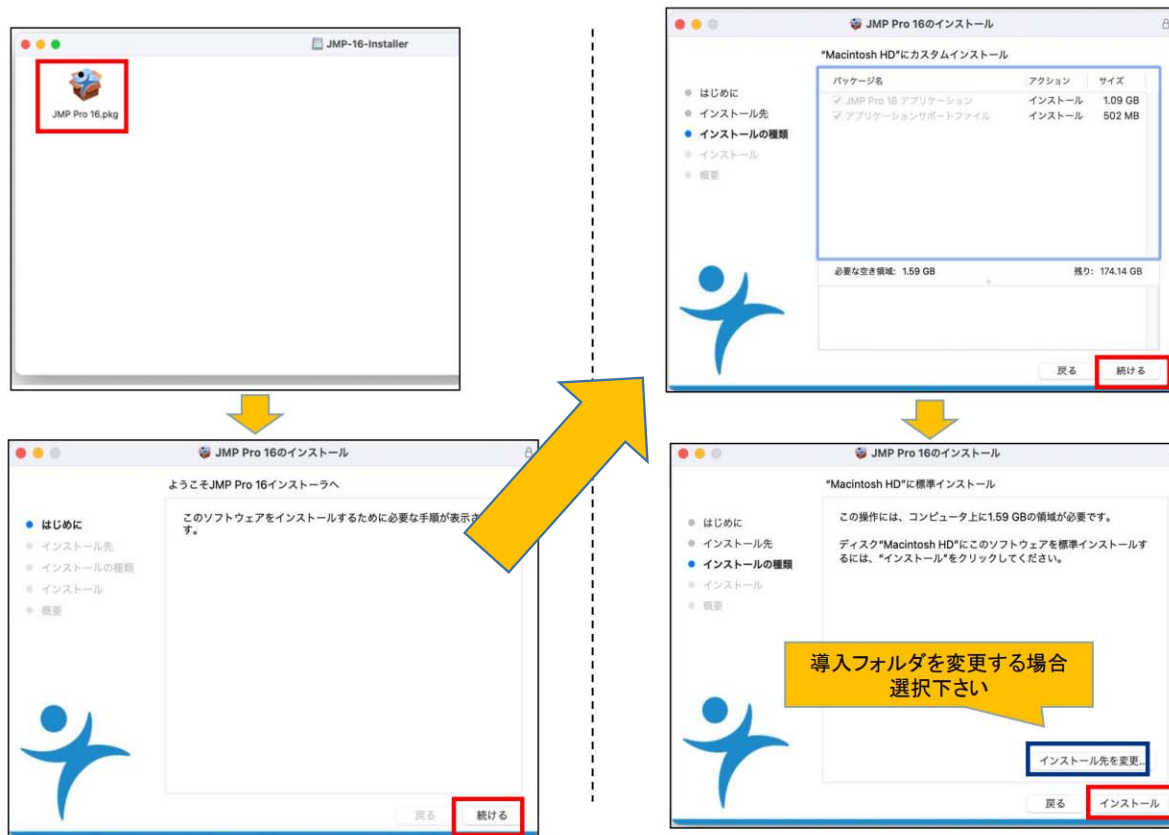 JMP-16-Installer
JMP Pro 16.pkg
JMP Pro 16のインストール
ようこそJMP Pro 16インストーラへ
はじめに
インストール先
インストールの種類
インストール
概要
このソフトウェアをインストールするために必要な手順が表示さ
す。
戻る
続ける
JMP Pro 16のインストール
"Macintosh HD"にカスタムインストール
はじめに
インストール先
インストールの種類
インストール
概要
パッケージ名 アクション サイズ
JMP Pro 16 アプリケーション インストール 1.09 GB
アプリケーションサポートファイル インストール 502 MB
必要な空き領域: 1.59 GB 残り: 174.14 GB
戻る
続ける
JMP Pro 16のインストール
"Macintosh HD"に標準インストール
はじめに
インストール先
インストールの種類
インストール
概要
この操作には、コンピュータ上に1.59 GBの領域が必要です。
ディスク"Macintosh HD"にこのソフトウェアを標準インストールす
るには、"インストール"をクリックしてください。
導入フォルダを変更する場合
選択下さい
インストール先を変更...
戻る
インストール